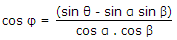 cos φ = (sin θ - sin α sin β) / cos α . cos β